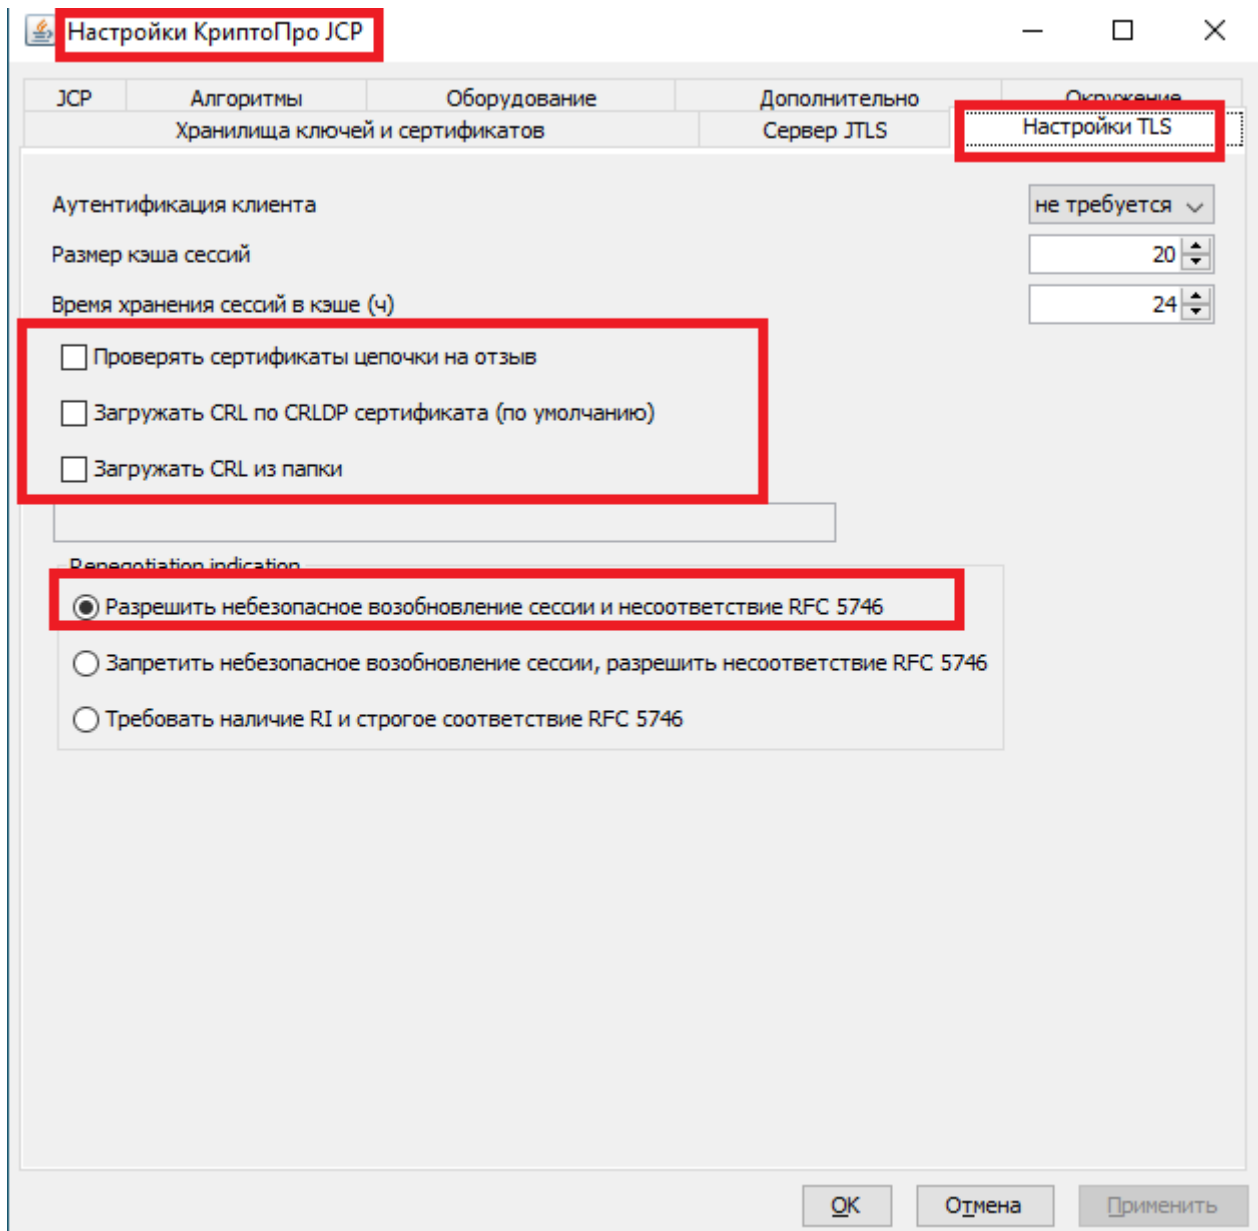 Настройки КриптоПро JCP
JCP Алгоритмы Оборудование Дополнительно Окружение
Хранилища ключей и сертификатов Сервер JTLS Настройки TLS
Аутентификация клиента не требуется
Размер кэша сессий 20
Время хранения сессий в кэше (ч) 24
Проверять сертификаты цепочки на отзыв
Загружать CRL по CRLDP сертификата (по умолчанию)
Загружать CRL из папки
Renegotiation indication
Разрешить небезопасное возобновление сессии и несоответствие RFC 5746
Запретить небезопасное возобновление сессии, разрешить несоответствие RFC 5746
Требовать наличие RI и строгое соответствие RFC 5746
OK Отмена Применить